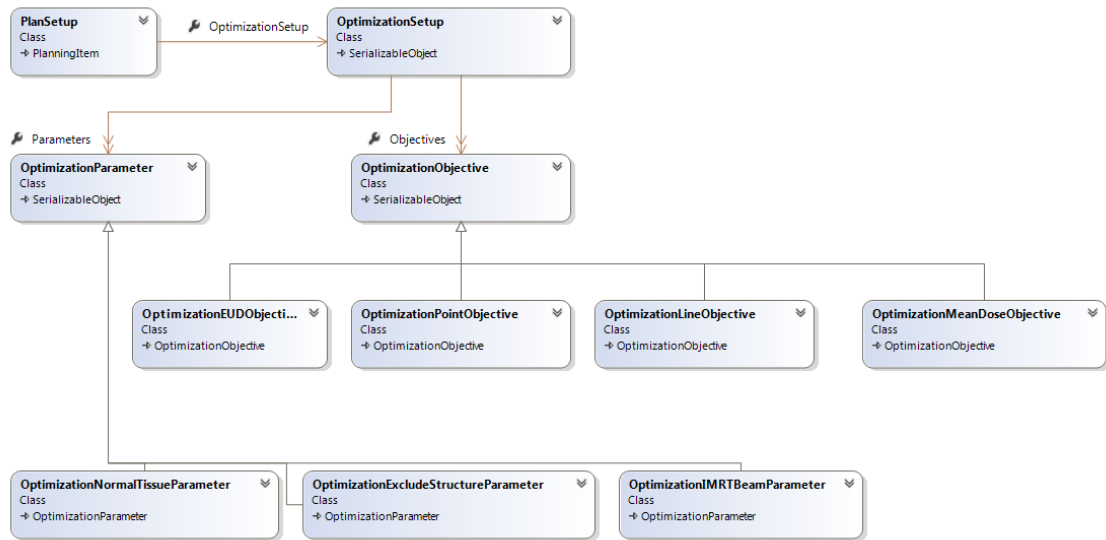 PlanSetup
Class
PlanningItem
OptimizationSetup
OptimizationSetup
Class
SerializableObject
Parameters
Objectives
OptimizationParameter
Class
SerializableObject
OptimizationObjective
Class
SerializableObject
OptimizationEUDObjecti...
Class
OptimizationObjective
OptimizationPointObjective
Class
OptimizationObjective
OptimizationLineObjective
Class
OptimizationObjective
OptimizationMeanDoseObjective
Class
OptimizationObjective
OptimizationNormalTissueParameter
Class
OptimizationParameter
OptimizationExcludeStructureParameter
Class
OptimizationParameter
OptimizationIMRTBeamParameter
Class
OptimizationParameter